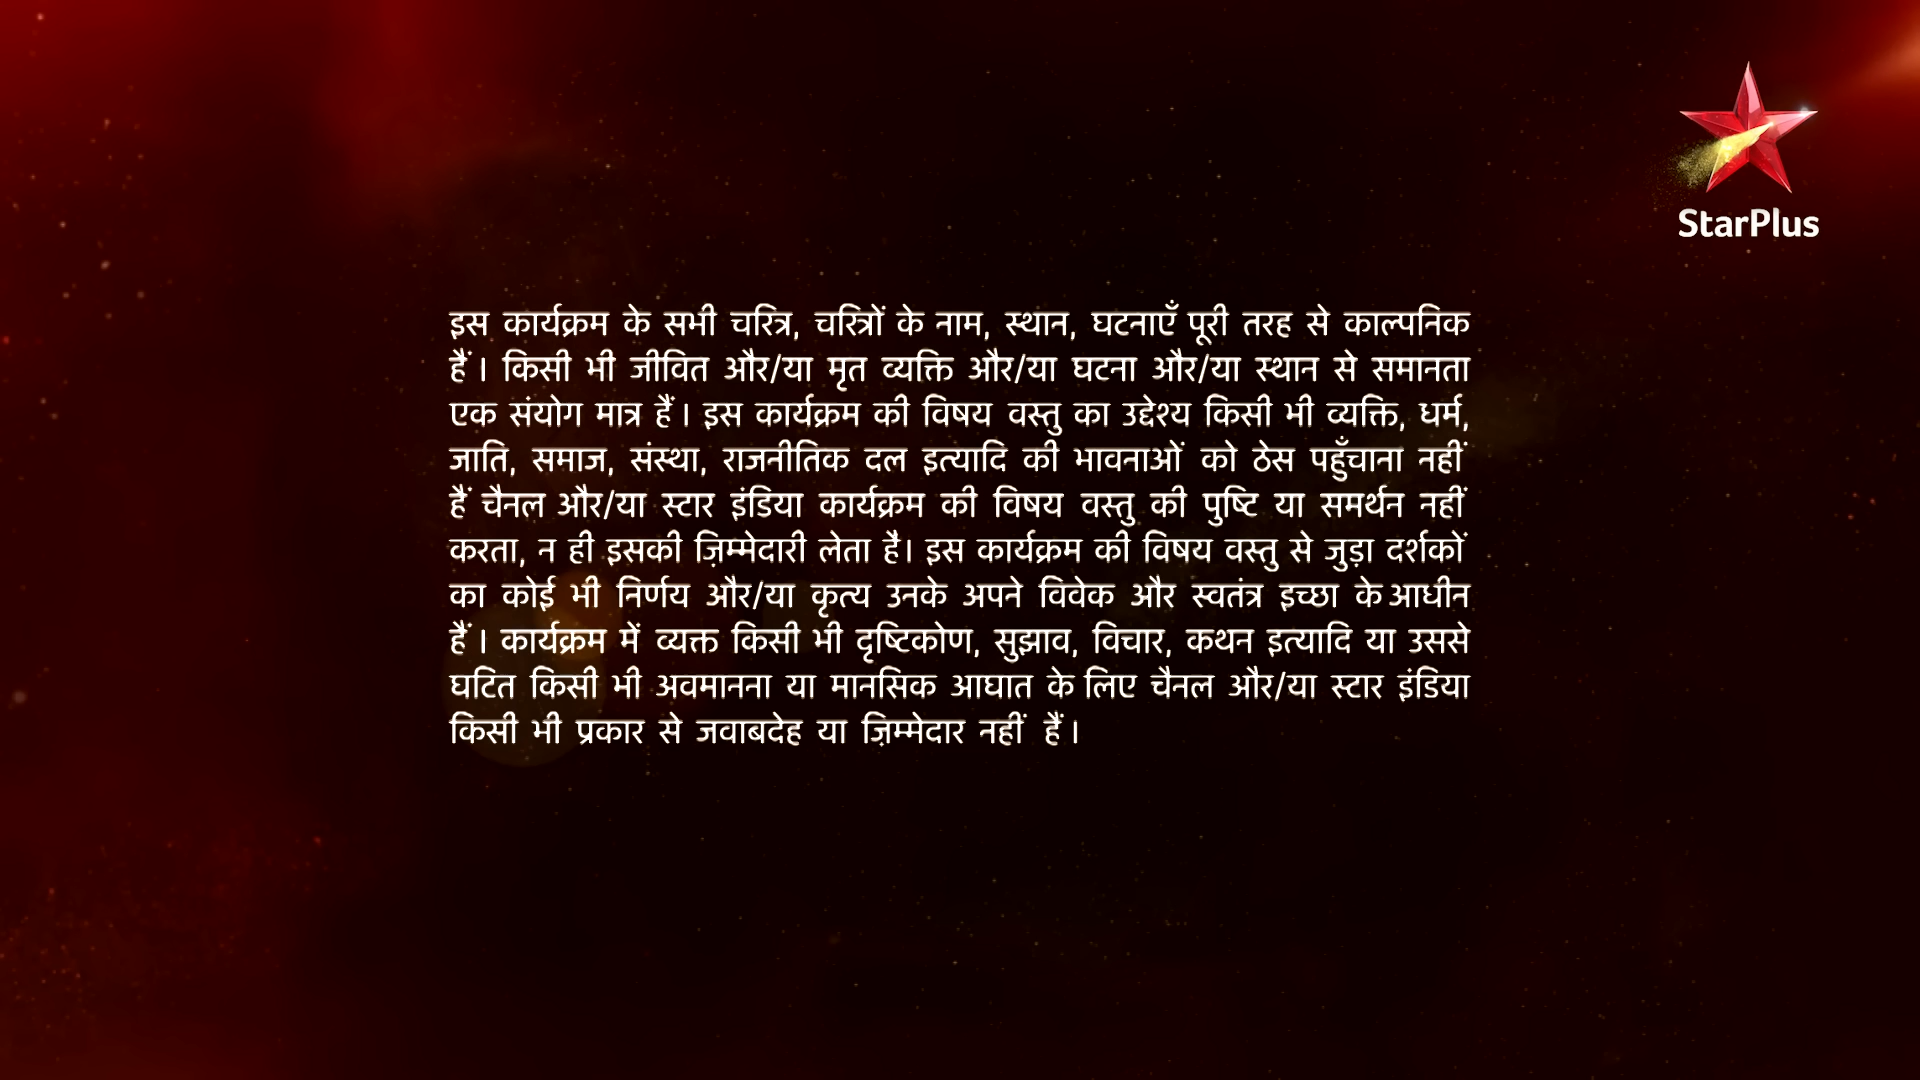 StarPlus
इस कार्यक्रम के सभी चरित्र, चरित्रों के नाम, स्थान, घटनाएँ पूरी तरह से काल्पनिक
हैं । किसी भी जीवित और/या मृत व्यक्ति और/या घटना और/या स्थान से समानता
एक संयोग मात्र हैं । इस कार्यक्रम की विषय वस्तु का उद्देश्य किसी भी व्यक्ति, धर्म,
जाति, समाज, संस्था, राजनीतिक दल इत्यादि की भावनाओं को ठेस पहुँचाना नहीं
हैं चैनल और/या स्टार इंडिया कार्यक्रम की विषय वस्तु की पुष्टि या समर्थन नहीं
करता, न ही इसकी ज़िम्मेदारी लेता है। इस कार्यक्रम की विषय वस्तु से जुड़ा दर्शकों
का कोई भी निर्णय और/या कृत्य उनके अपने विवेक और स्वतंत्र इच्छा के आधीन
हैं । कार्यक्रम में व्यक्त किसी भी दृष्टिकोण, सुझाव, विचार, कथन इत्यादि या उससे
घटित किसी भी अवमानना या मानसिक आघात के लिए चैनल और/या स्टार इंडिया
किसी भी प्रकार से जवाबदेह या ज़िम्मेदार नहीं हैं ।